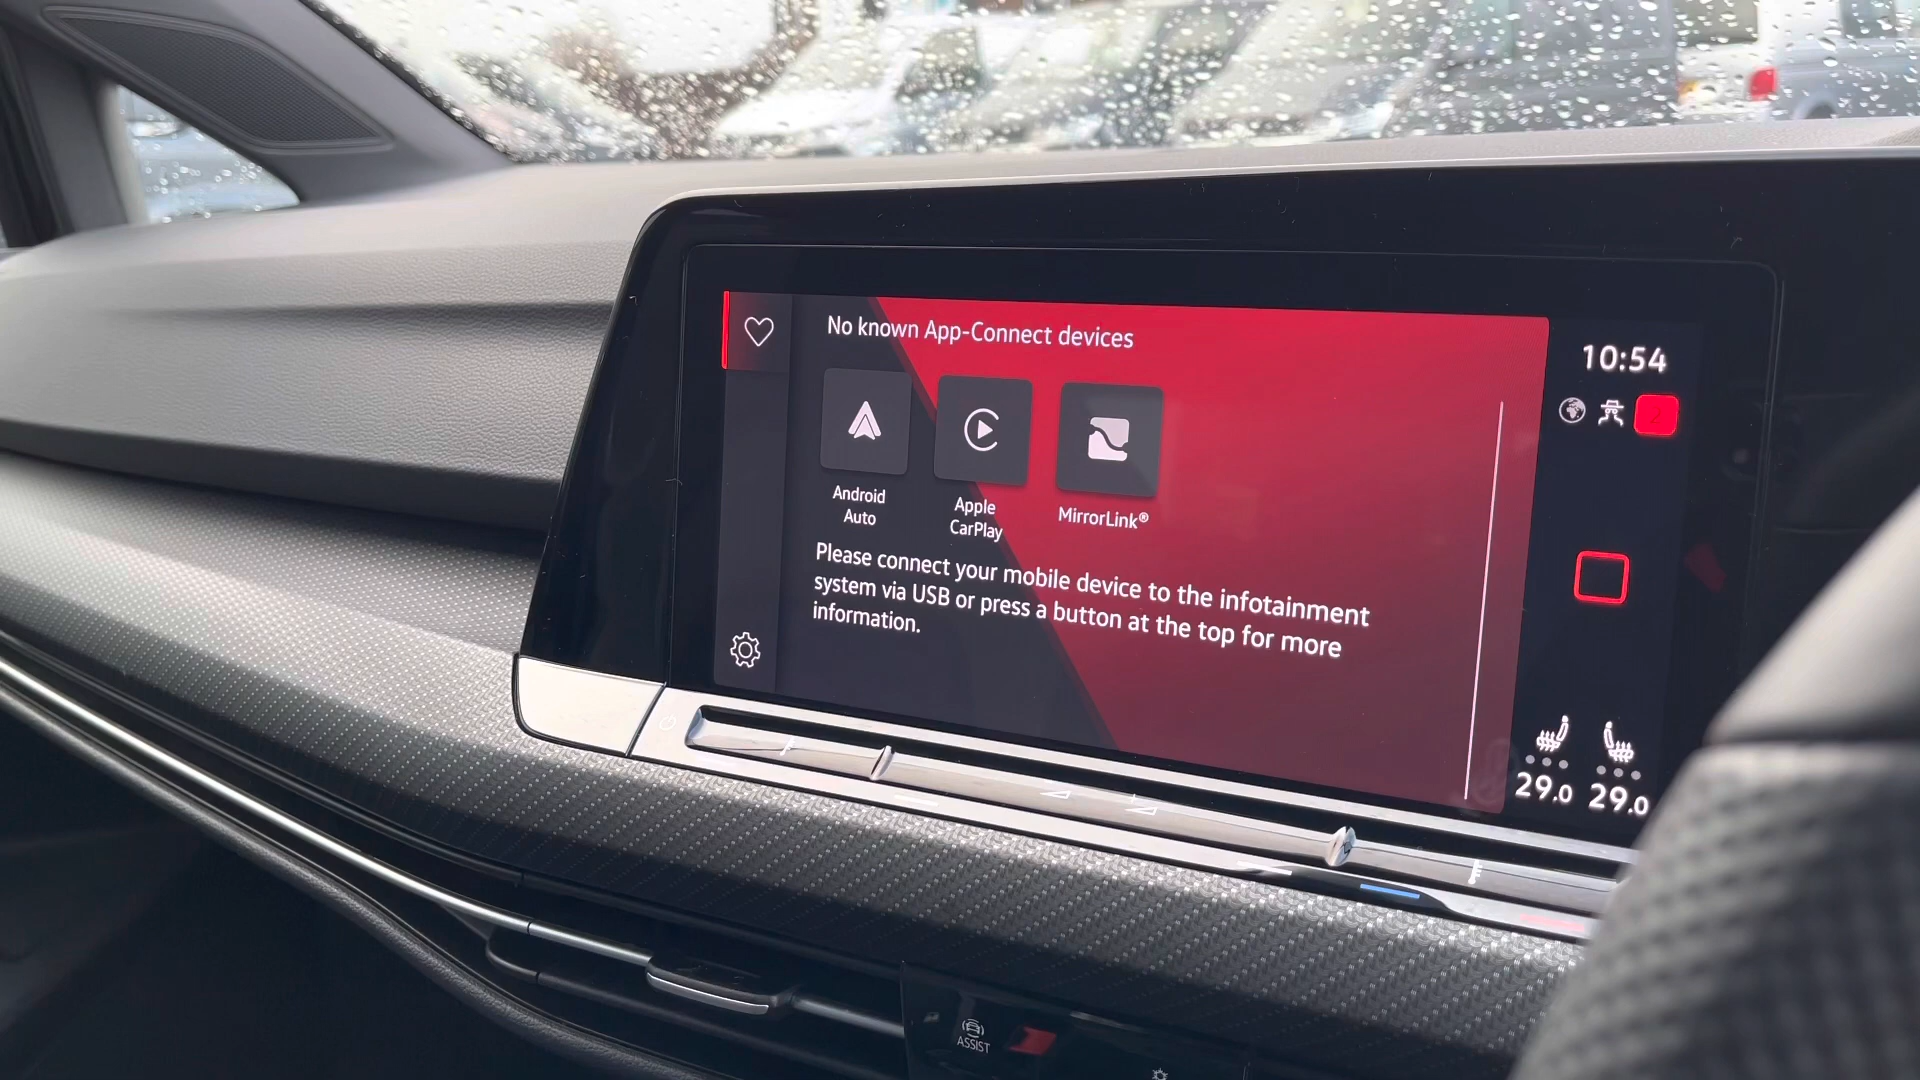 No known App-Connect devices
10:54
Android
Auto
Apple
CarPlay
MirrorLink®
Please connect your mobile device to the infotainment
system via USB or press a button at the top for more
information.
29.0 29.0
ASSIST